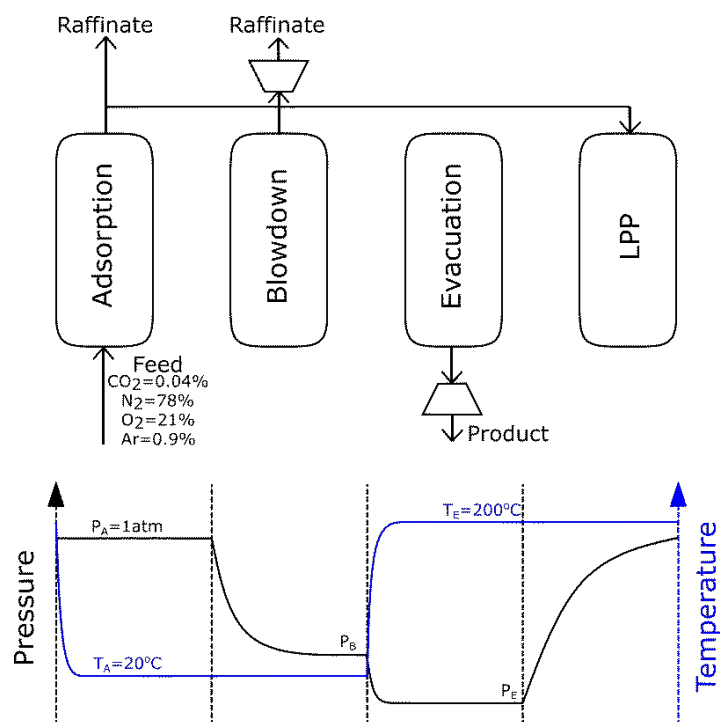 Raffinate
Raffinate
Adsorption
Blowdown
Evacuation
LPP
Feed
CO2=0.04%
N2=78%
O2=21%
Ar=0.9%
Product
Pressure
PA=1atm
TA=20°C
PB
TE=200°C
PE
Temperature